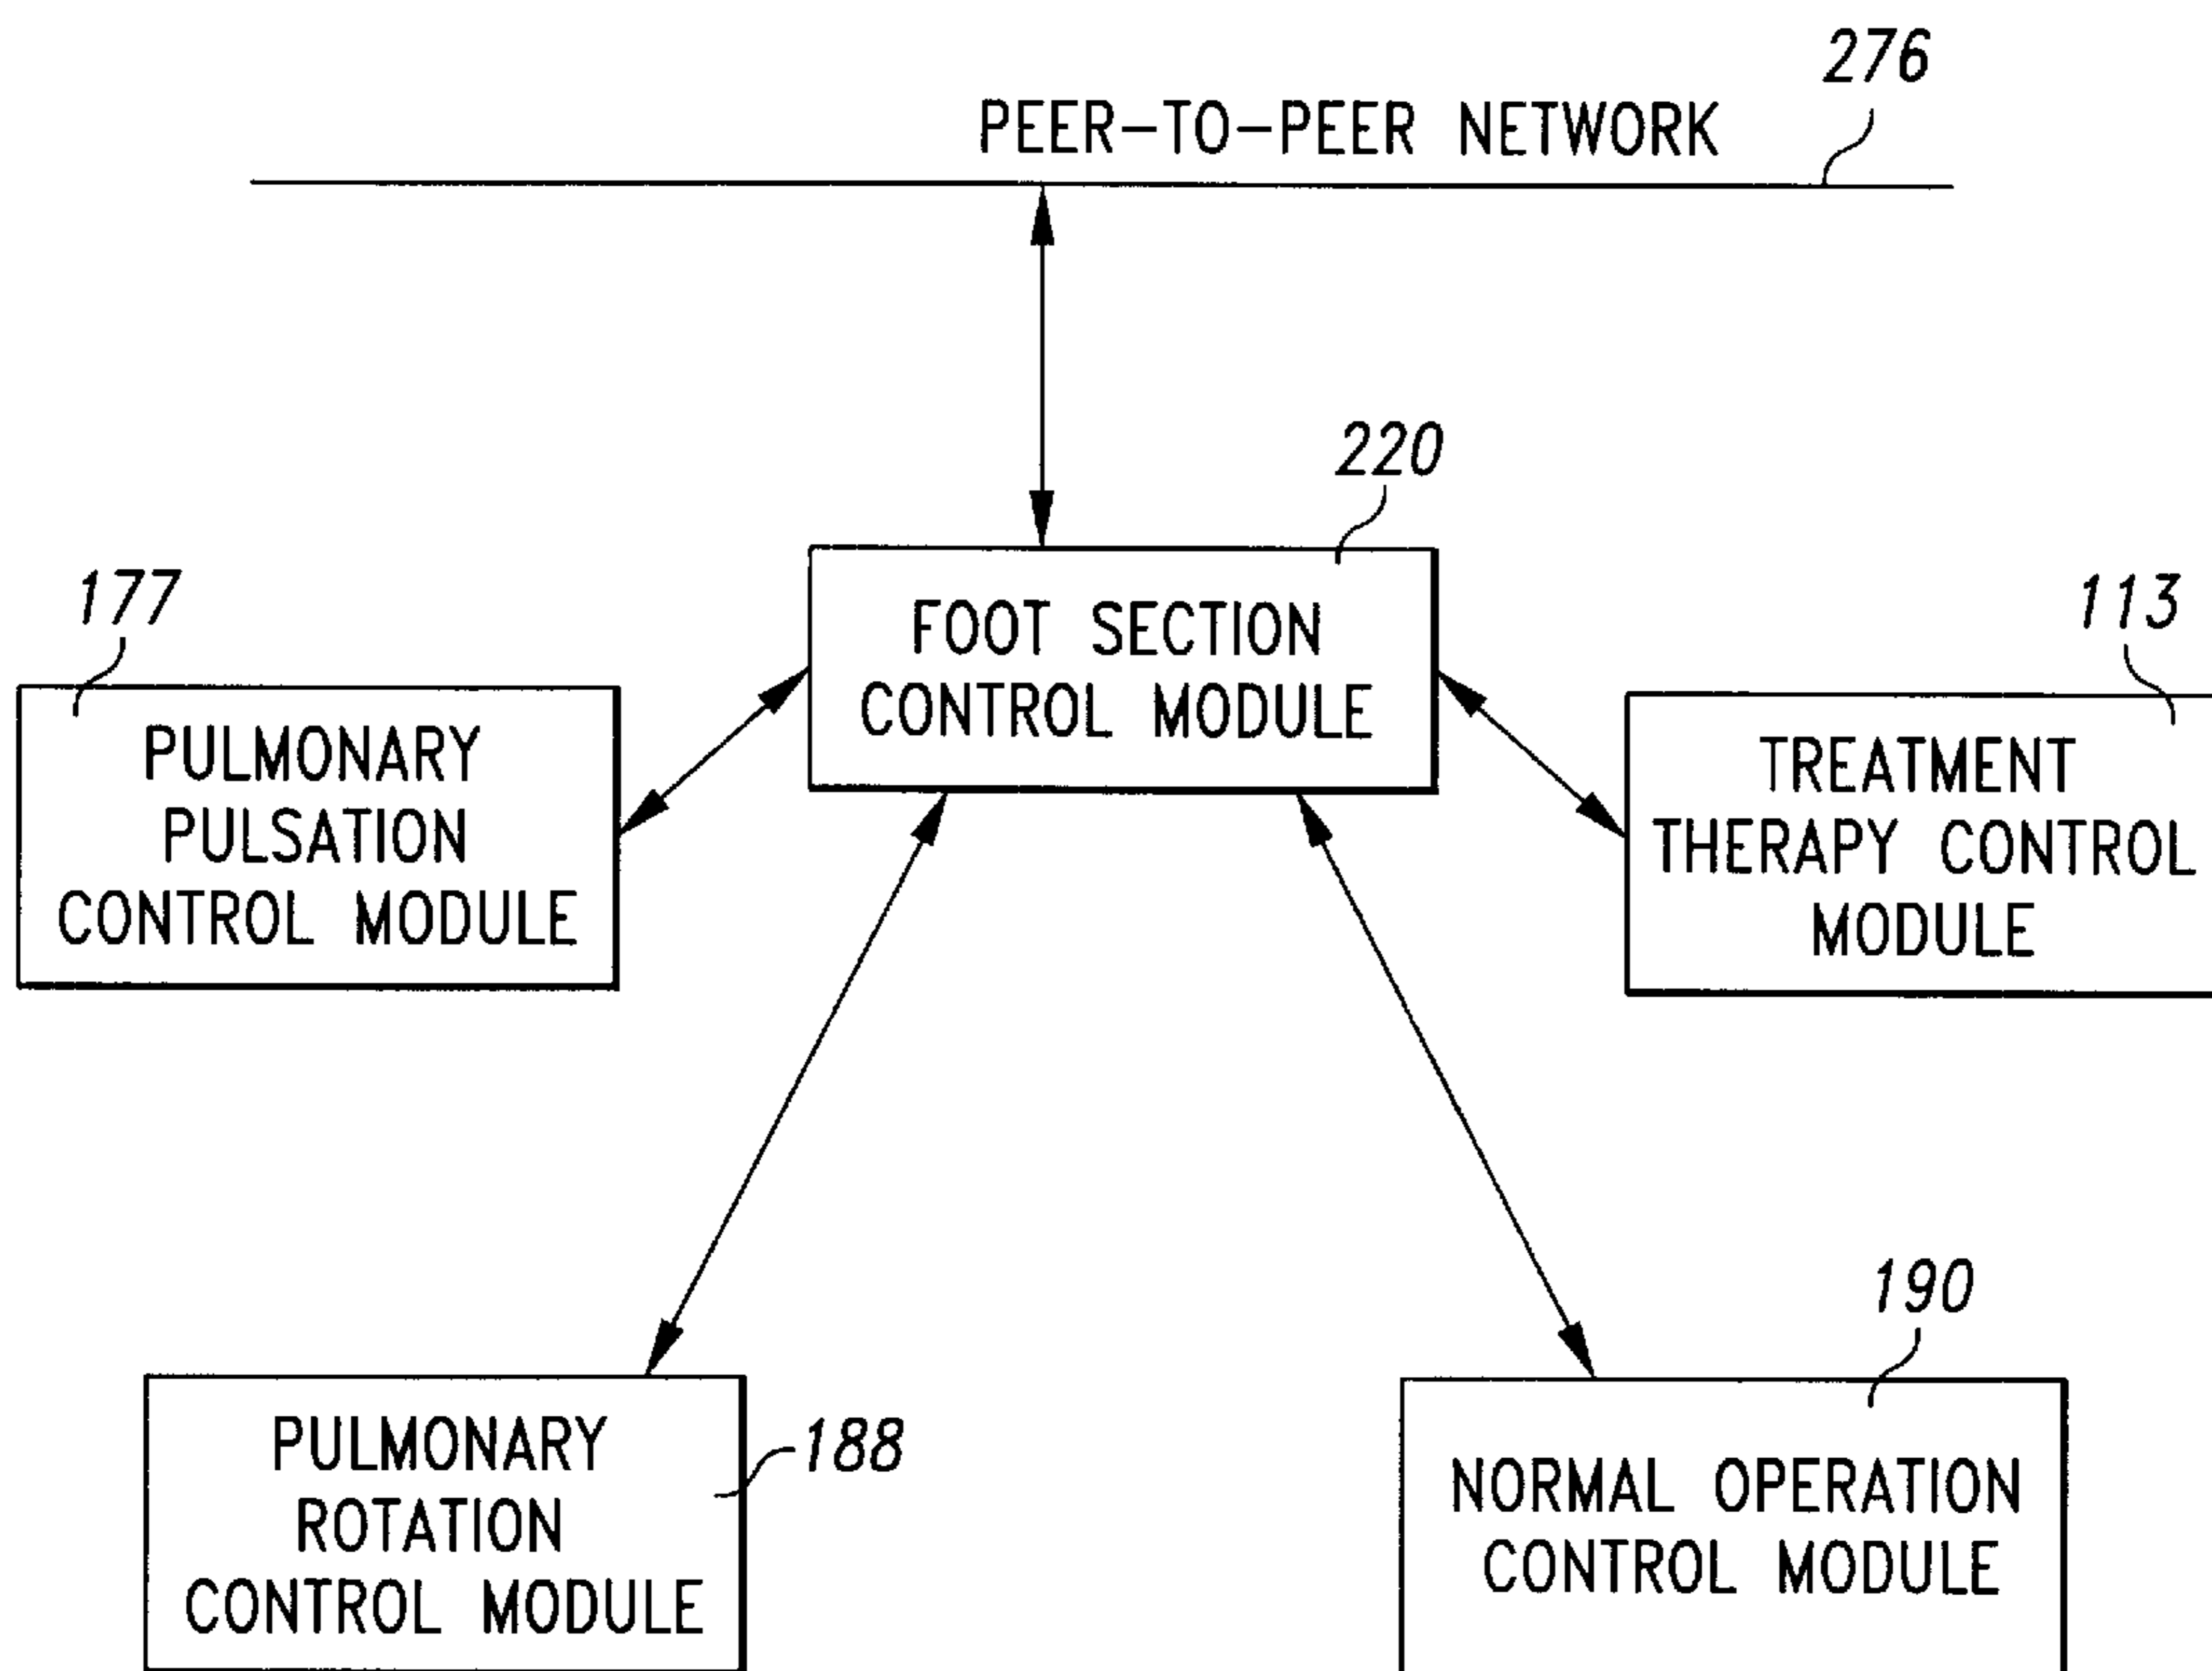 276
PEER-TO-PEER NETWORK
220
FOOT SECTION
CONTROL MODULE
177
PULMONARY
PULSATION
CONTROL MODULE
113
TREATMENT
THERAPY CONTROL
MODULE
188
PULMONARY
ROTATION
CONTROL MODULE
190
NORMAL OPERATION
CONTROL MODULE